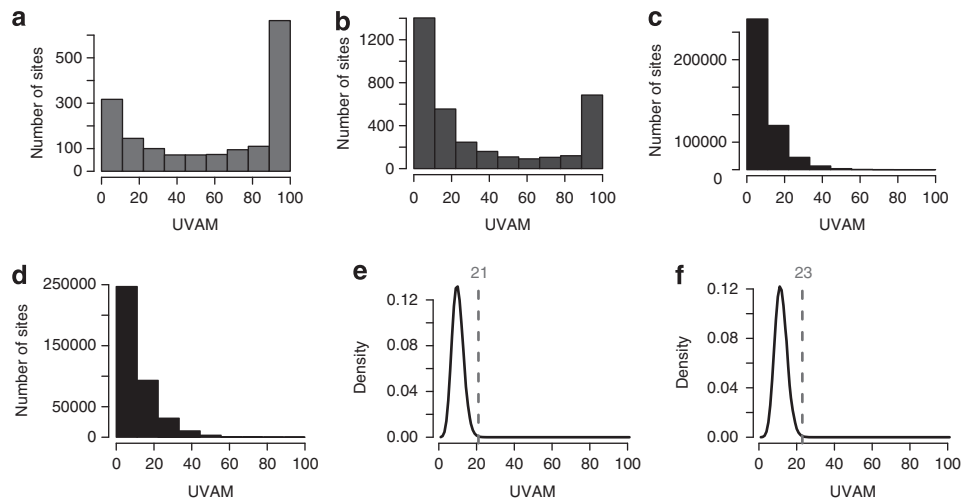 a
Number of sites
500
300
100
0
0 20 40 60 80 100
UVAM
b
Number of sites
1200
800
400
0
0 20 40 60 80 100
UVAM
c
Number of sites
200000
100000
0
0 20 40 60 80 100
UVAM
d
Number of sites
250000
150000
50000
0
0 20 40 60 80 100
UVAM
e
21
Density
0.12
0.08
0.04
0.00
0 20 40 60 80 100
UVAM
f
23
Density
0.12
0.08
0.04
0.00
0 20 40 60 80 100
UVAM